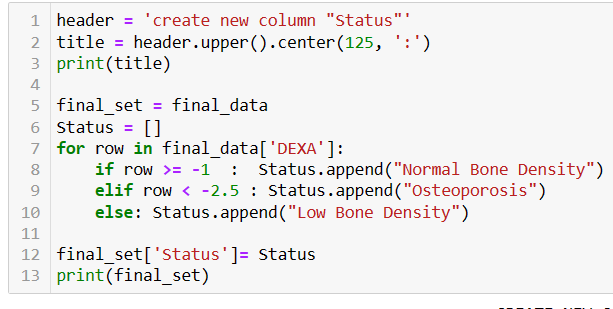 1 header = 'create new column "Status"'
2 title = header.upper().center(125, ':')
3 print(title)
4
5 final_set = final_data
6 Status = []
7 for row in final_data['DEXA']:
8     if row >= -1  :  Status.append("Normal Bone Density")
9     elif row < -2.5 : Status.append("Osteoporosis")
10     else: Status.append("Low Bone Density")
11
12 final_set['Status']= Status
13 print(final_set)